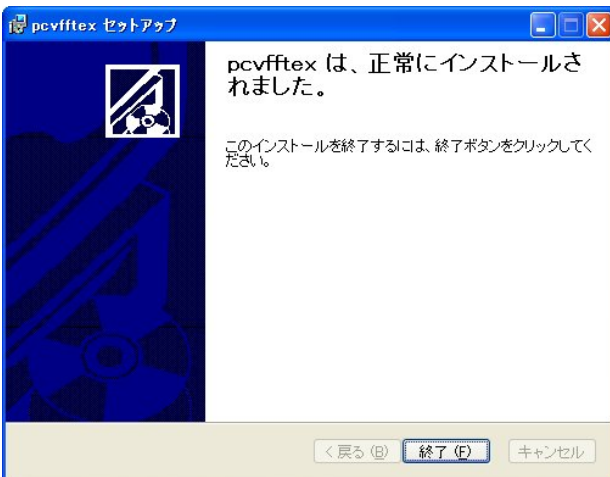 pcvfftex セットアップ
pcvfftex は、正常にインストールさ
れました。
このインストールを終了するには、終了ボタンをクリックしてく
ださい。
< 戻る (B)
終了 (F)
キャンセル